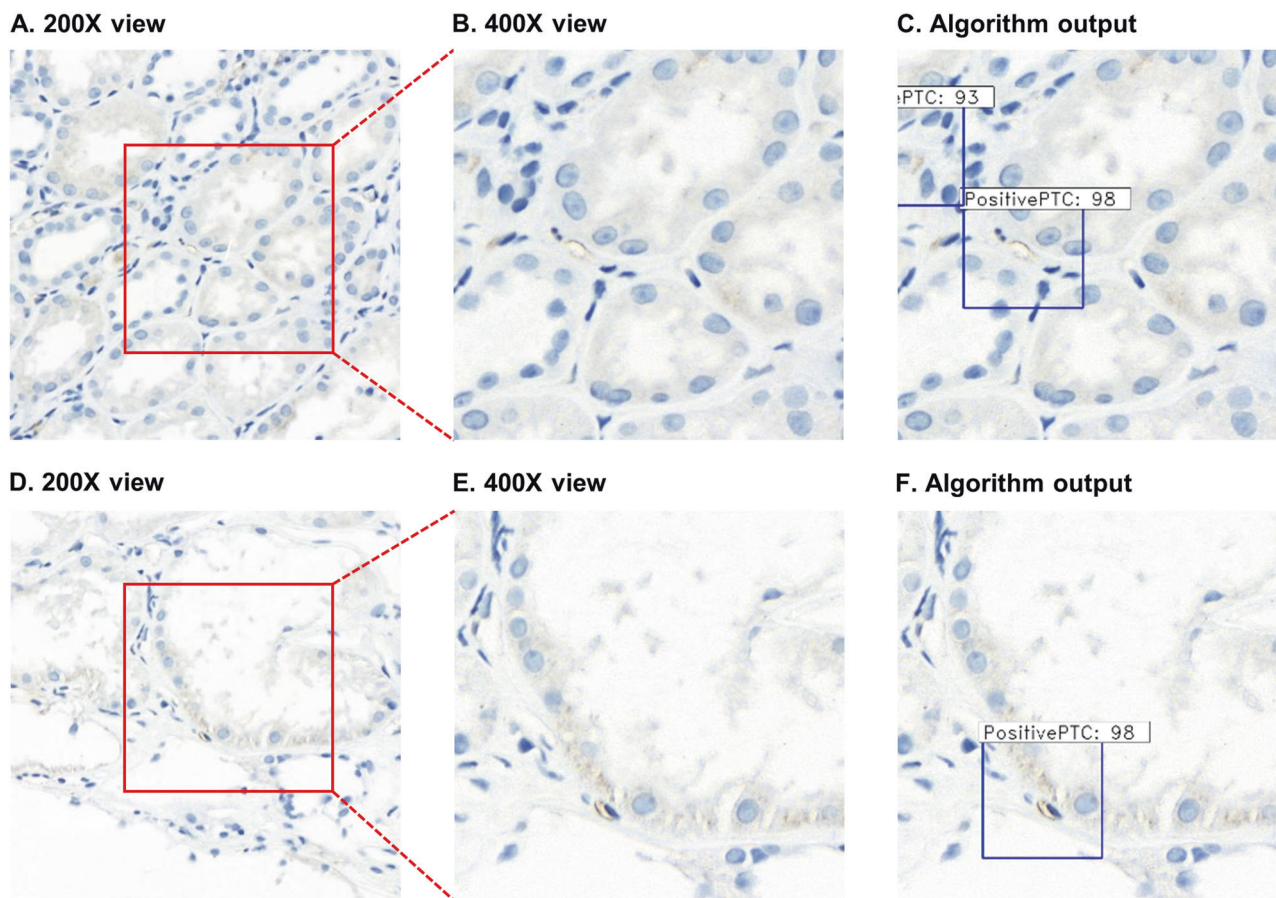 A. 200X view
B. 400X view
C. Algorithm output
ePTC: 93
PositivePTC: 98
D. 200X view
E. 400X view
F. Algorithm output
PositivePTC: 98